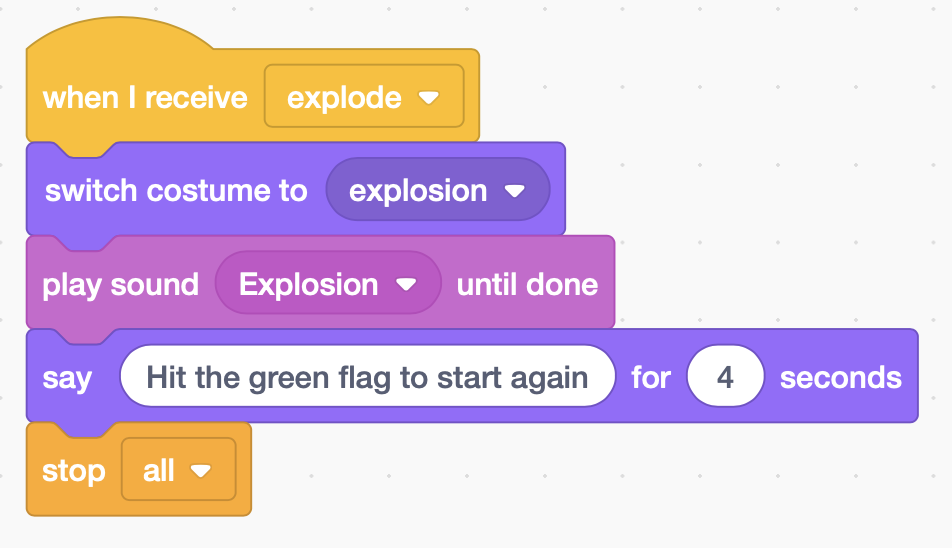 when I receive explode
switch costume to explosion
play sound Explosion until done
say Hit the green flag to start again for 4 seconds
stop all